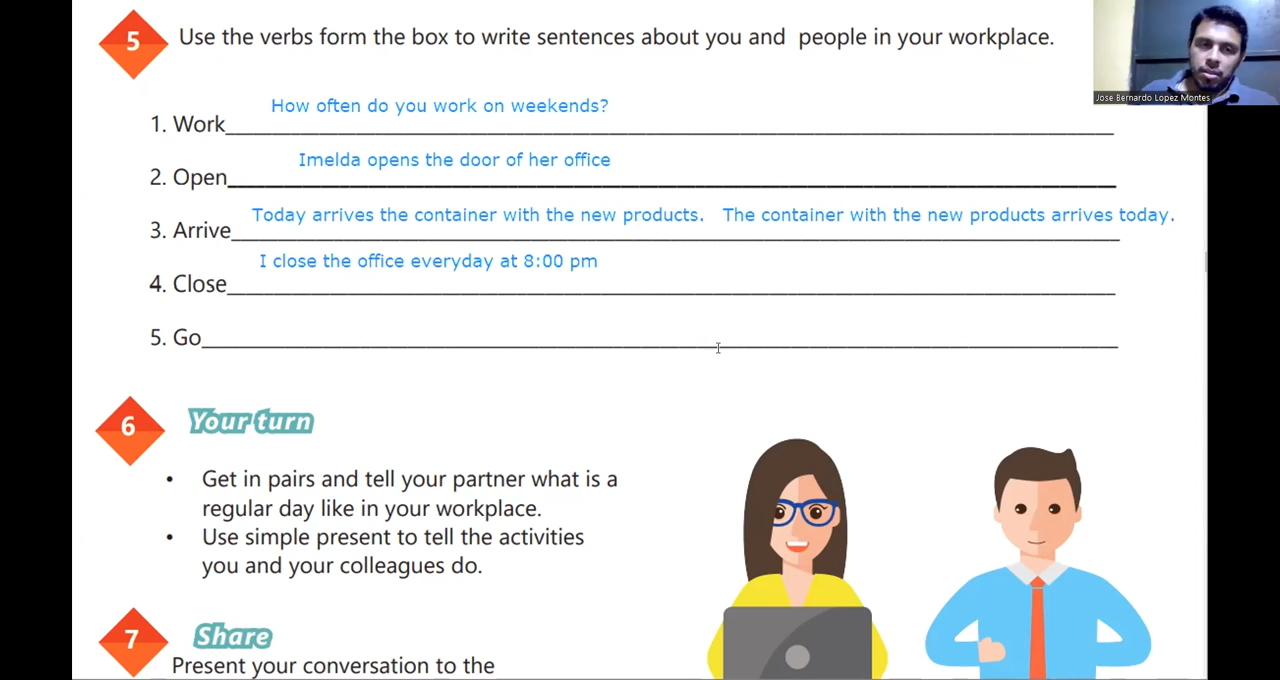 5 Use the verbs form the box to write sentences about you and people in your workplace.
Jose Bernardo Lopez Montes
How often do you work on weekends?
1. Work
Imelda opens the door of her office
2. Open
Today arrives the container with the new products. The container with the new products arrives today.
3. Arrive
I close the office everyday at 8:00 pm
4. Close
5. Go
6 Your turn
• Get in pairs and tell your partner what is a
regular day like in your workplace.
• Use simple present to tell the activities
you and your colleagues do.
7 Share
Present your conversation to the